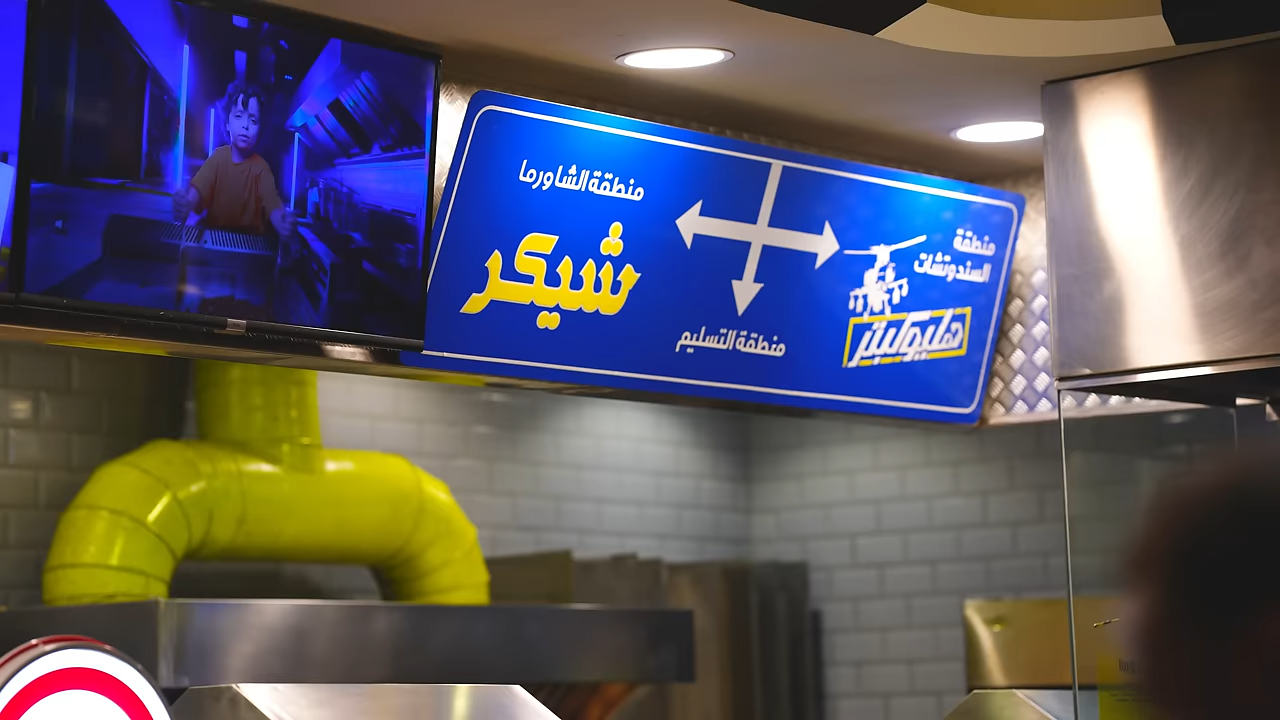 منطقة
السندوتشات
هليوكبتر
منطقة الشاورما
شيكر
منطقة التسليم